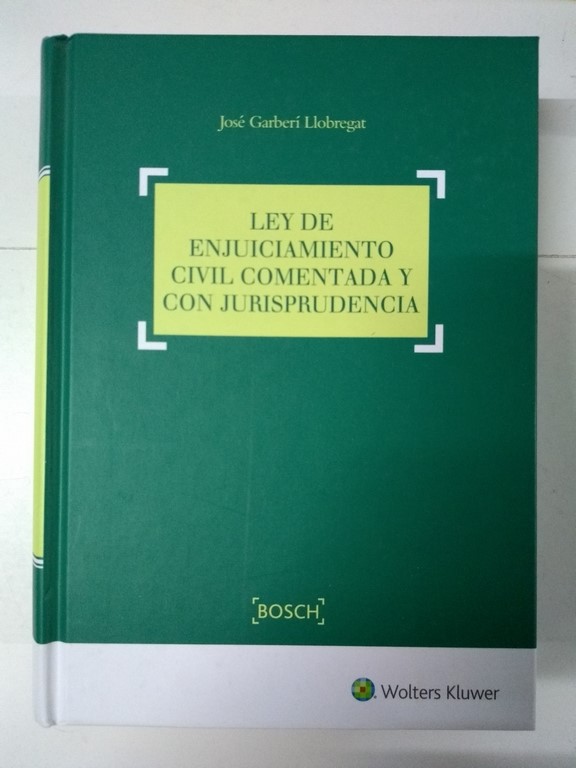 José Garberí Llobregat
LEY DE
ENJUICIAMIENTO
CIVIL COMENTADA Y
CON JURISPRUDENCIA
BOSCH
Wolters Kluwer